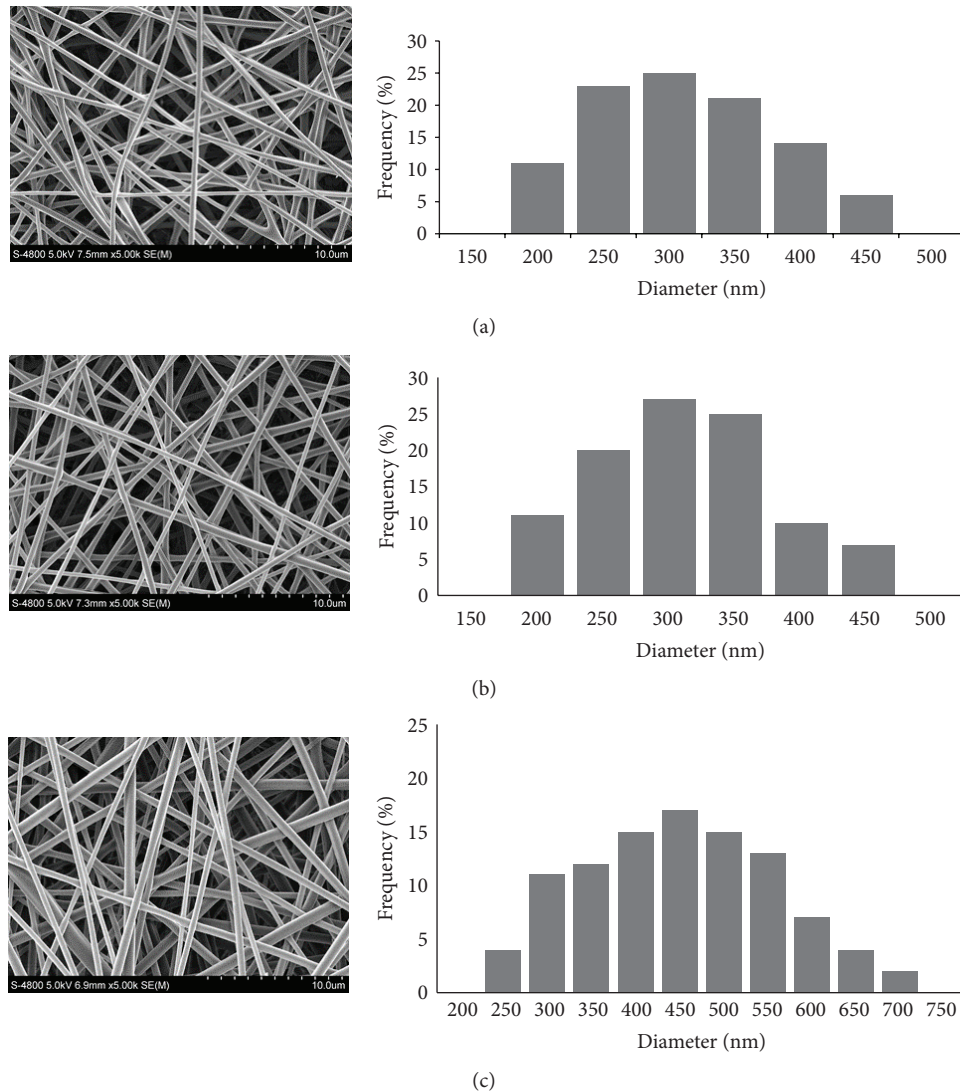 S-4800 5.0kV 7.5mm x5.00k SE(M) 10.0um
Frequency (%)
30
25
20
15
10
5
0
150 200 250 300 350 400 450 500
Diameter (nm)
(a)
S-4800 5.0kV 7.3mm x5.00k SE(M) 10.0um
Frequency (%)
30
25
20
15
10
5
0
150 200 250 300 350 400 450 500
Diameter (nm)
(b)
S-4800 5.0kV 6.9mm x5.00k SE(M) 10.0um
Frequency (%)
25
20
15
10
5
0
200 250 300 350 400 450 500 550 600 650 700 750
Diameter (nm)
(c)